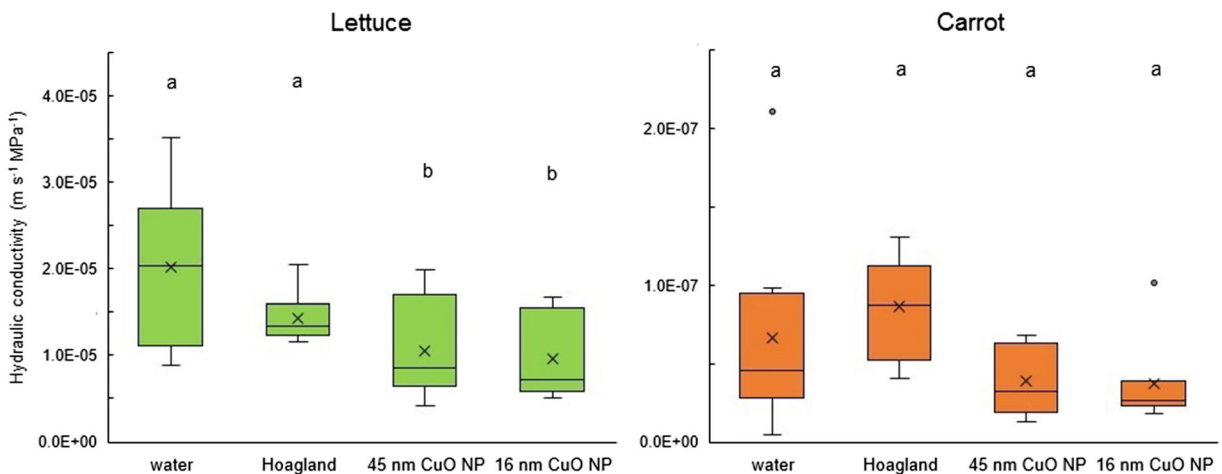 Lettuce
Hydraulic conductivity (m s⁻¹ MPa⁻¹)
4.0E-05
3.0E-05
2.0E-05
1.0E-05
0.0E+00
a
a
b
b
water
Hoagland
45 nm CuO NP
16 nm CuO NP
Carrot
2.0E-07
1.0E-07
0.0E+00
a
a
a
a
water
Hoagland
45 nm CuO NP
16 nm CuO NP